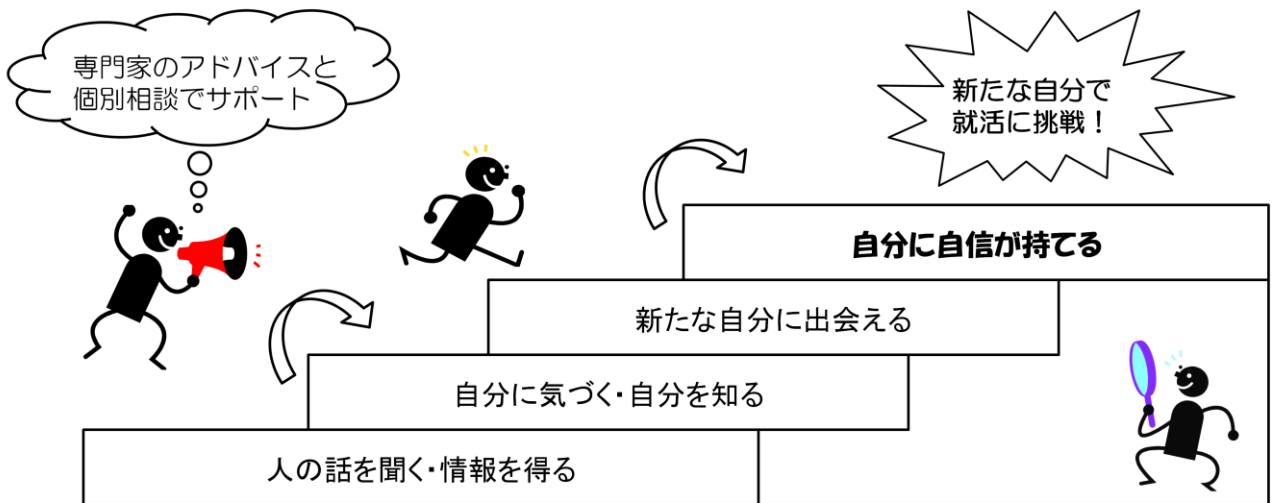 専門家のアドバイスと
個別相談でサポート
新たな自分で
就活に挑戦！
自分に自信が持てる
新たな自分に出会える
自分に気づく・自分を知る
人の話を聞く・情報を得る